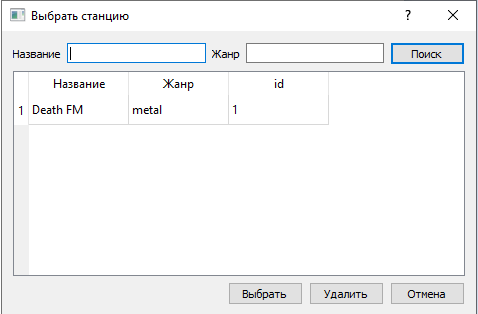 Выбрать станцию
Название Жанр Поиск
Название Жанр id
1 Death FM metal 1
Выбрать Удалить Отмена